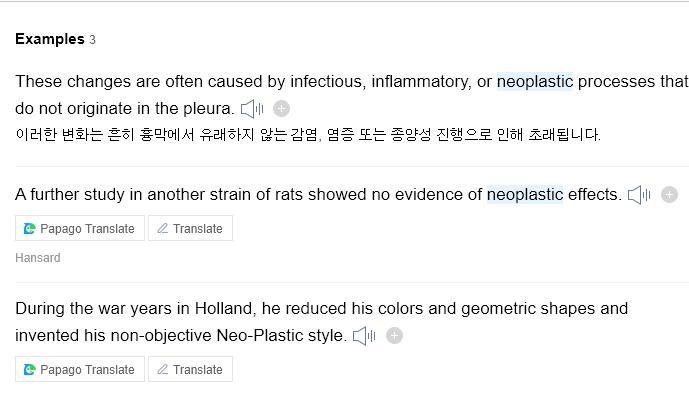 Examples 3
These changes are often caused by infectious, inflammatory, or neoplastic processes that
do not originate in the pleura.
이러한 변화는 흔히 흉막에서 유래하지 않는 감염, 염증 또는 종양성 진행으로 인해 초래됩니다.
A further study in another strain of rats showed no evidence of neoplastic effects.
Papago Translate Translate
Hansard
During the war years in Holland, he reduced his colors and geometric shapes and
invented his non-objective Neo-Plastic style.
Papago Translate Translate